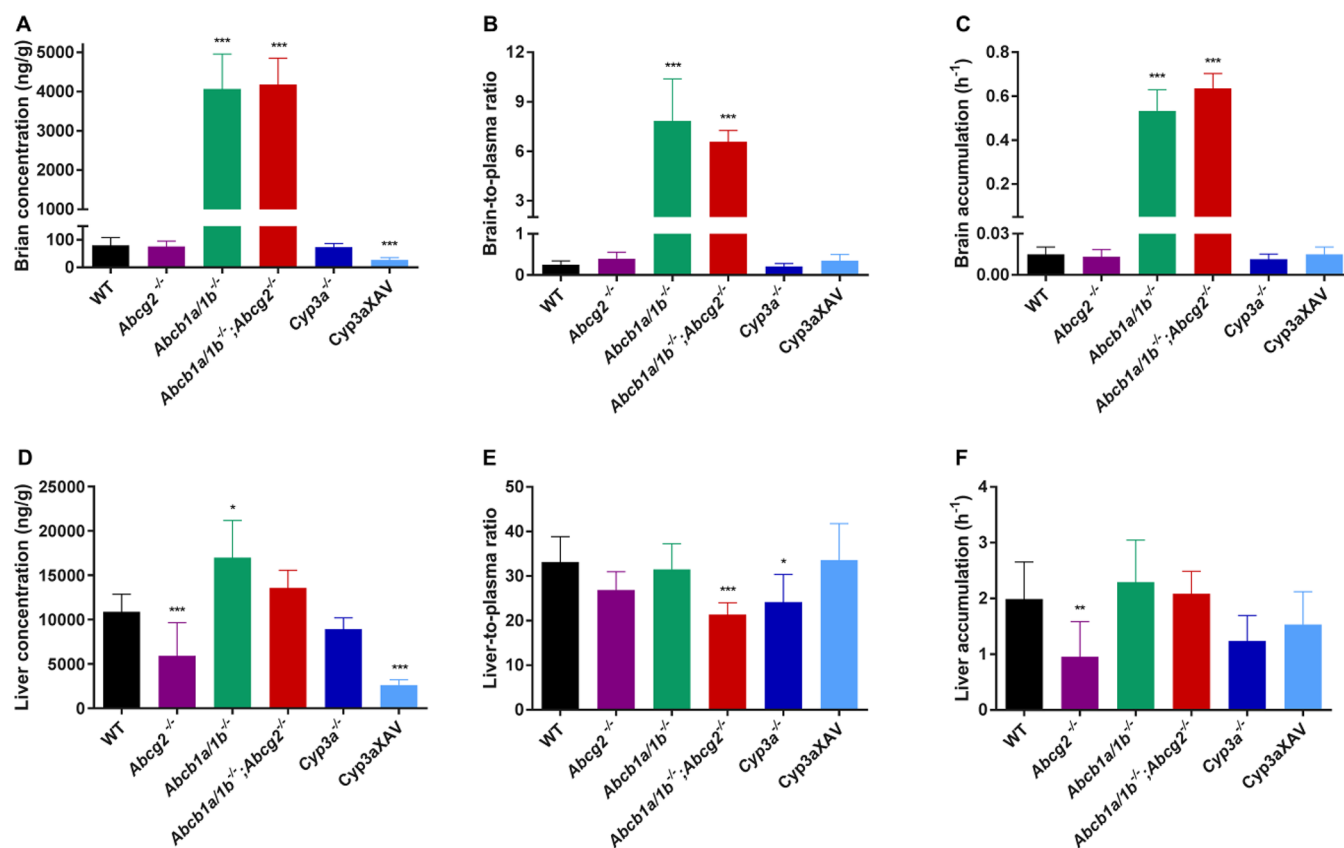 A
Brian concentration (ng/g)
5000
4000
3000
2000
1000
100
0
***
***
***
WT
Abcg2-/-
Abcb1a/1b-/-
Abcb1a/1b-/-;Abcg2-/-
Cyp3a-/-
Cyp3aXAV
B
Brain-to-plasma ratio
12
9
6
3
1
0
***
***
WT
Abcg2-/-
Abcb1a/1b-/-
Abcb1a/1b-/-;Abcg2-/-
Cyp3a-/-
Cyp3aXAV
C
Brain accumulation (h-1)
0.8
0.6
0.4
0.2
0.03
0.00
***
***
WT
Abcg2-/-
Abcb1a/1b-/-
Abcb1a/1b-/-;Abcg2-/-
Cyp3a-/-
Cyp3aXAV
D
Liver concentration (ng/g)
25000
20000
15000
10000
5000
0
***
*
***
WT
Abcg2-/-
Abcb1a/1b-/-
Abcb1a/1b-/-;Abcg2-/-
Cyp3a-/-
Cyp3aXAV
E
Liver-to-plasma ratio
50
40
30
20
10
0
***
*
WT
Abcg2-/-
Abcb1a/1b-/-
Abcb1a/1b-/-;Abcg2-/-
Cyp3a-/-
Cyp3aXAV
F
Liver accumulation (h-1)
4
3
2
1
0
**
WT
Abcg2-/-
Abcb1a/1b-/-
Abcb1a/1b-/-;Abcg2-/-
Cyp3a-/-
Cyp3aXAV